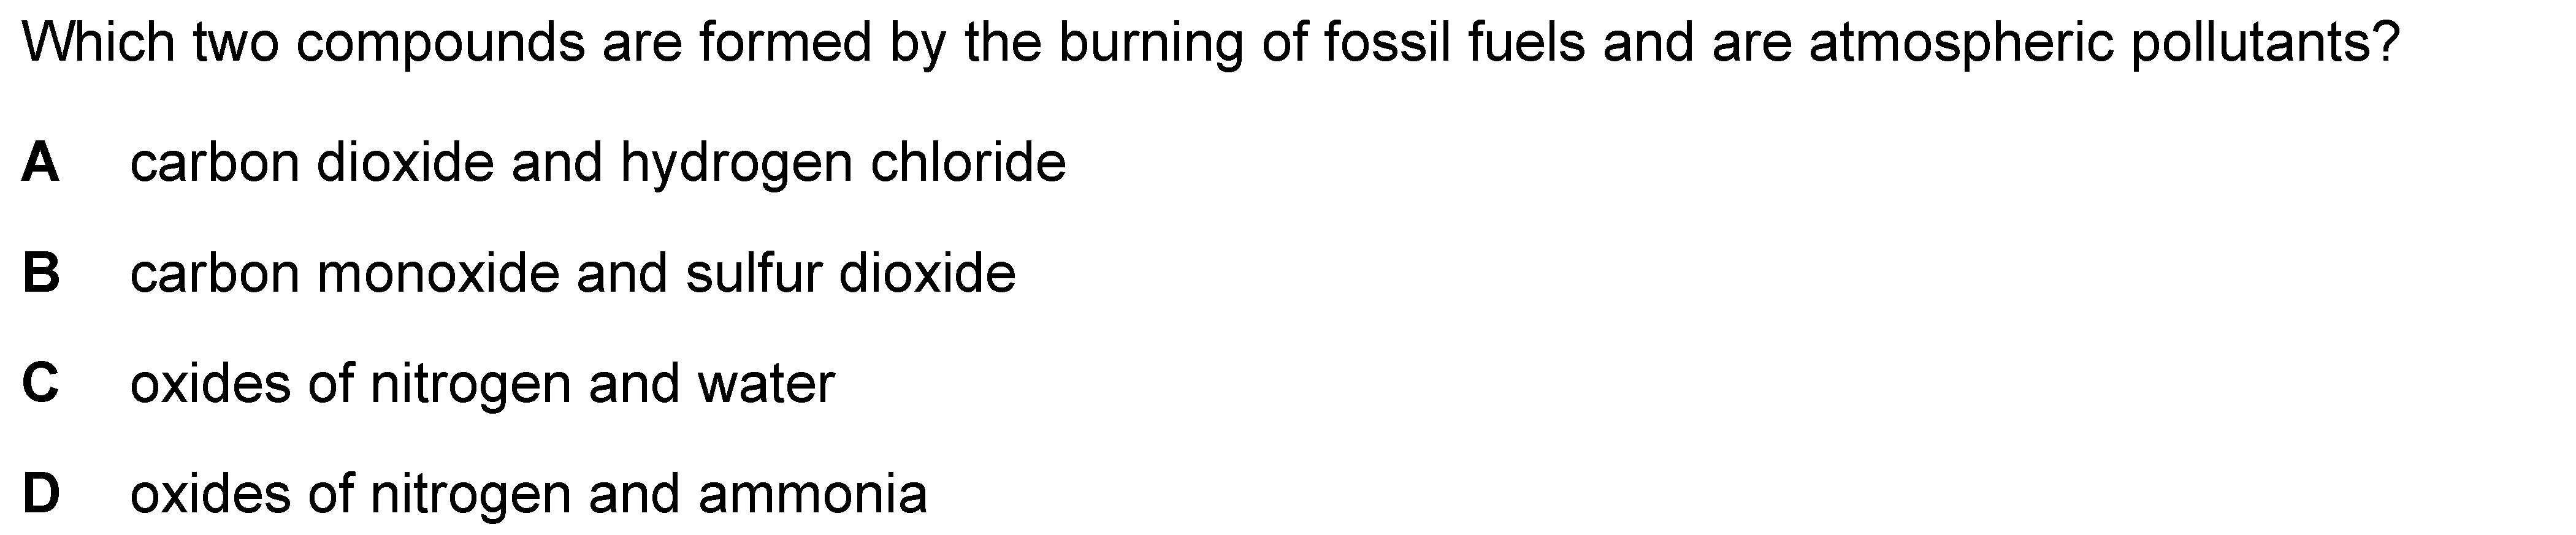 Which two compounds are formed by the burning of fossil fuels and are atmospheric pollutants?
A carbon dioxide and hydrogen chloride
B carbon monoxide and sulfur dioxide
C oxides of nitrogen and water
D oxides of nitrogen and ammonia